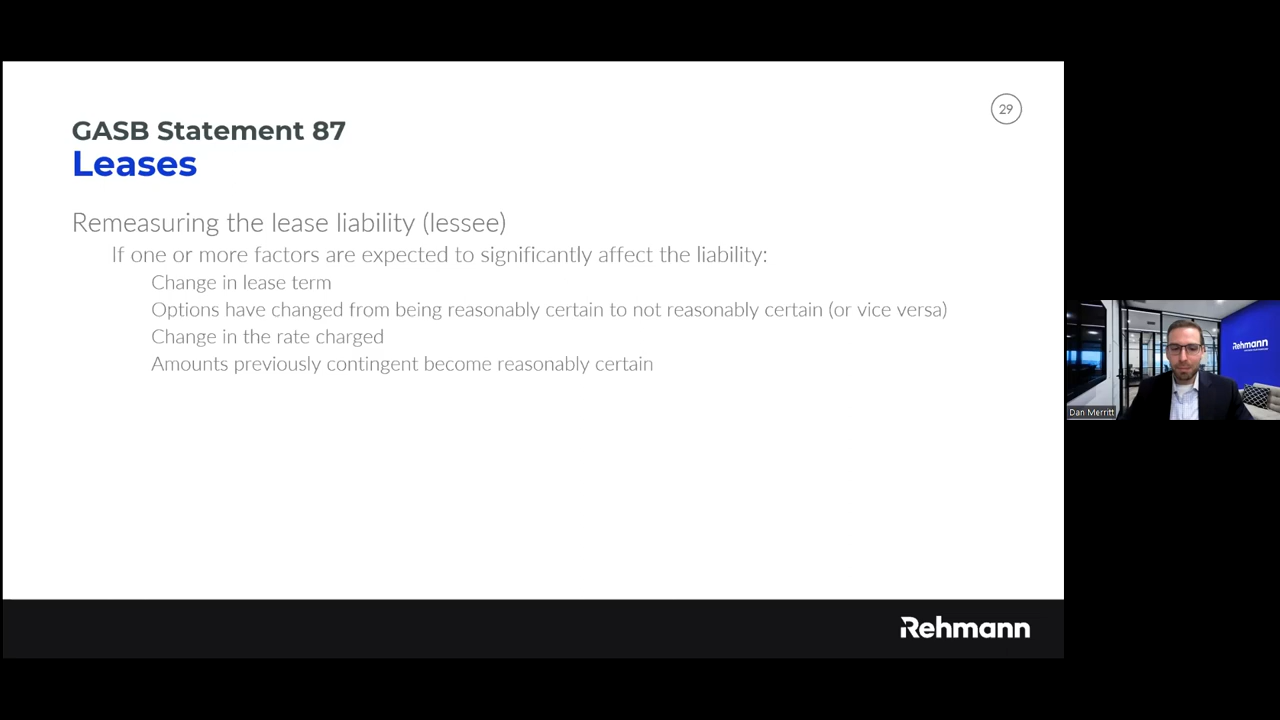 29
GASB Statement 87
Leases
Remeasuring the lease liability (lessee)
If one or more factors are expected to significantly affect the liability:
Change in lease term
Options have changed from being reasonably certain to not reasonably certain (or vice versa)
Change in the rate charged
Amounts previously contingent become reasonably certain
Rehmann
Dan Merritt
Rehmann